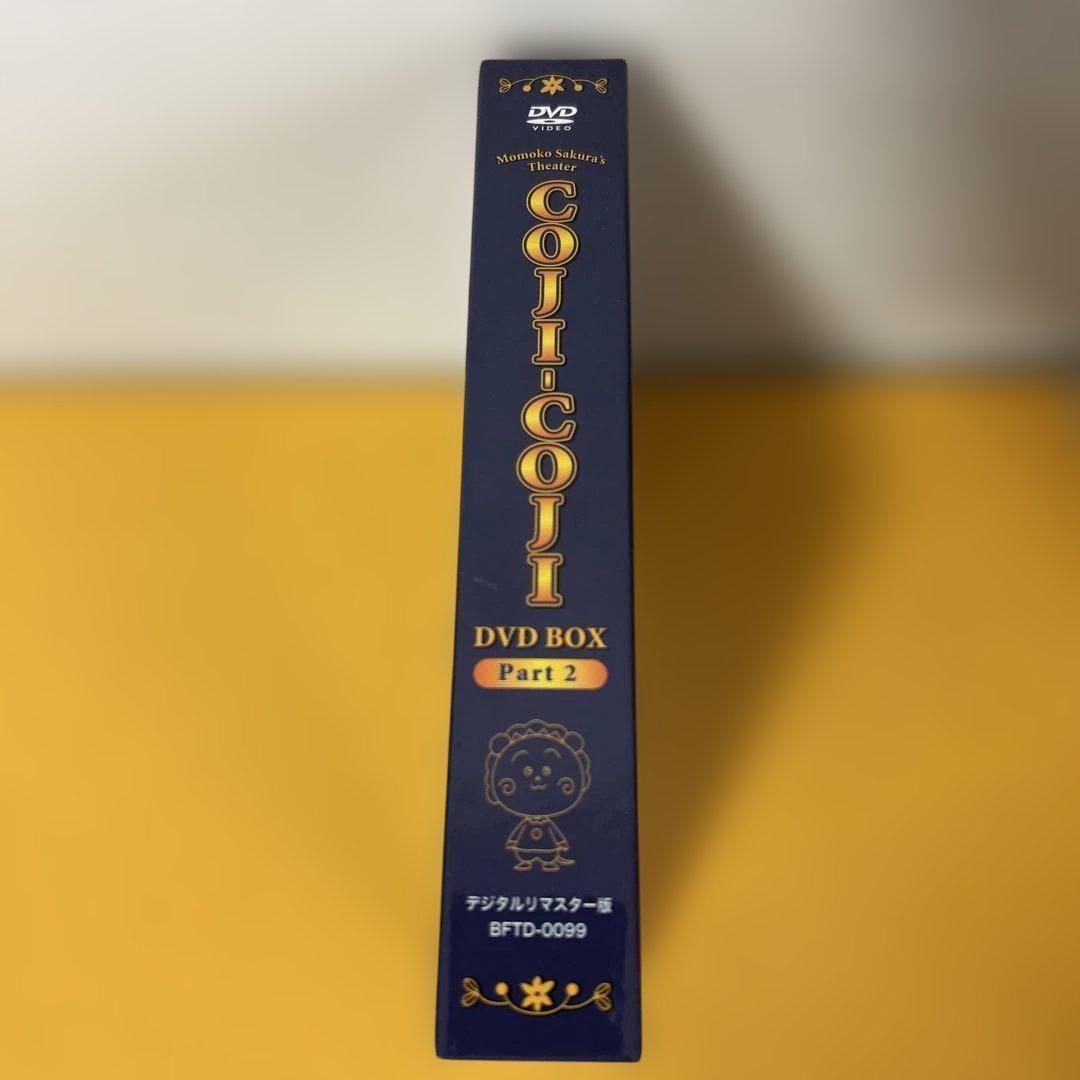 DVD
VIDEO
Momoko Sakura's
Theater
COJI-COJI
DVD BOX
Part 2
デジタルリマスター版
BFTD-0099